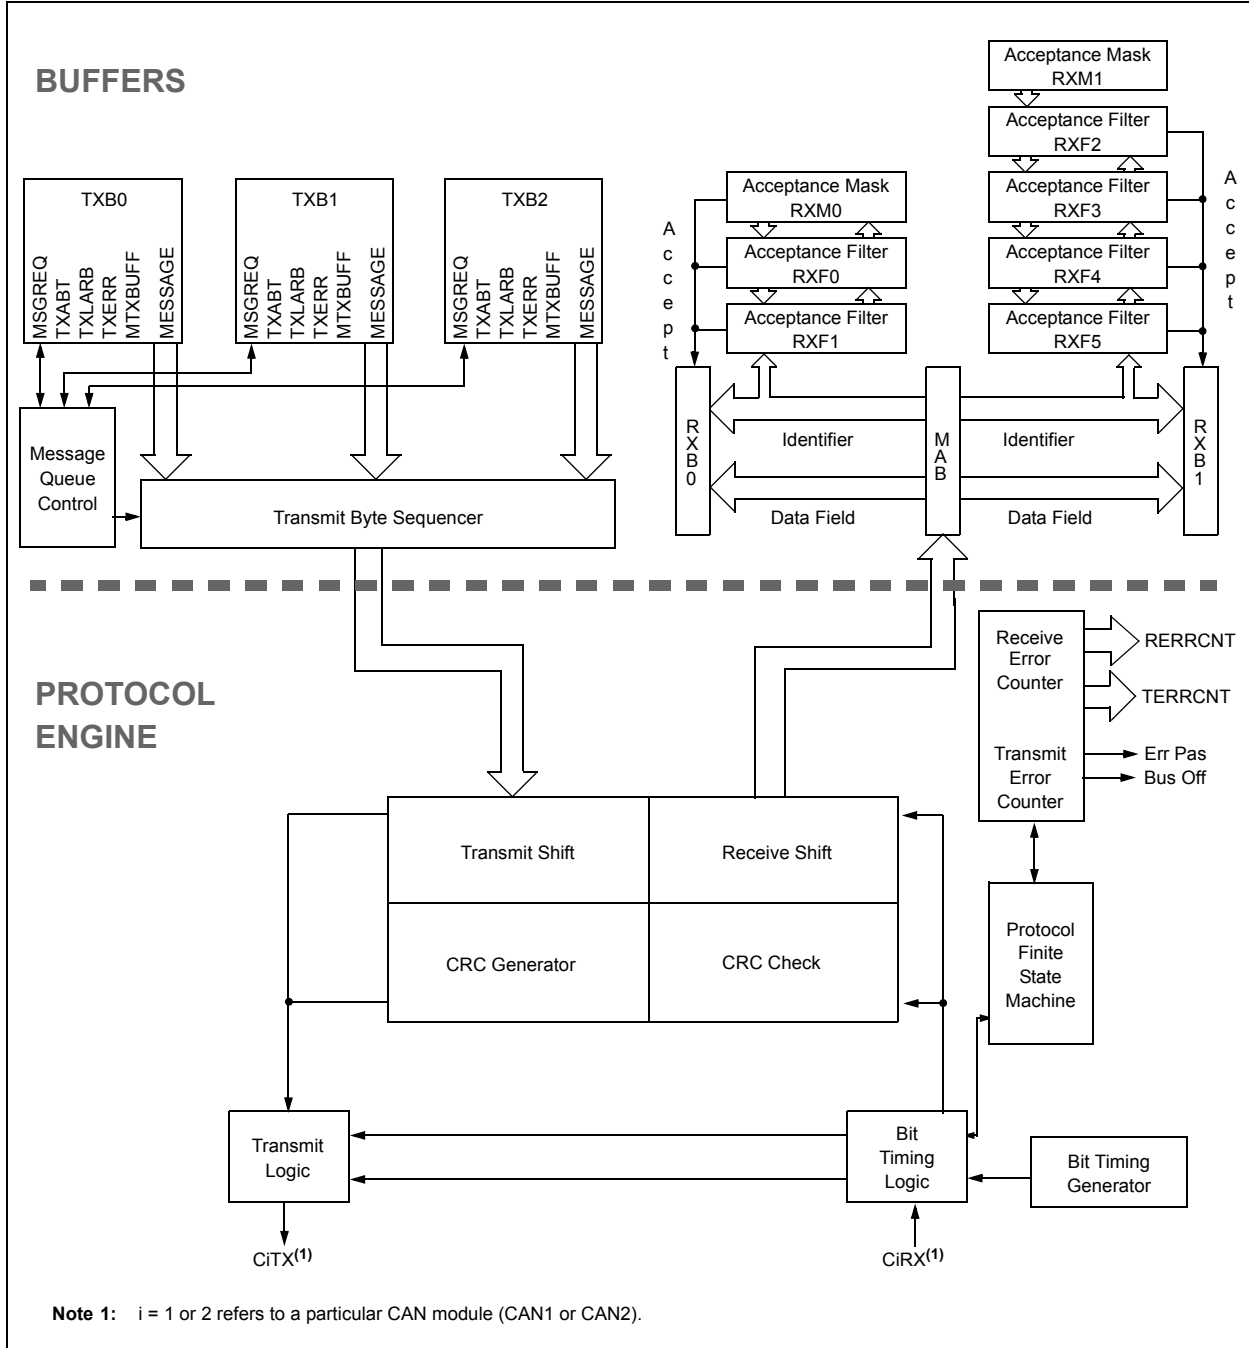 BUFFERS
TXB0
MSGREQ
TXABT
TXLARB
TXERR
MTXBUFF
MESSAGE
TXB1
MSGREQ
TXABT
TXLARB
TXERR
MTXBUFF
MESSAGE
TXB2
MSGREQ
TXABT
TXLARB
TXERR
MTXBUFF
MESSAGE
Message
Queue
Control
Transmit Byte Sequencer
Accept
Acceptance Mask
RXM0
Acceptance Filter
RXF0
Acceptance Filter
RXF1
Acceptance Mask
RXM1
Acceptance Filter
RXF2
Acceptance Filter
RXF3
Acceptance Filter
RXF4
Acceptance Filter
RXF5
Accept
RXB0
Identifier
Data Field
MAB
Identifier
Data Field
RXB1
PROTOCOL
ENGINE
Receive
Error
Counter
Transmit
Error
Counter
RERRCNT
TERRCNT
Err Pas
Bus Off
Transmit Shift
Receive Shift
CRC Generator
CRC Check
Protocol
Finite
State
Machine
Transmit
Logic
Bit
Timing
Logic
Bit Timing
Generator
CiTX(1)
CiRX(1)
Note 1: i = 1 or 2 refers to a particular CAN module (CAN1 or CAN2).